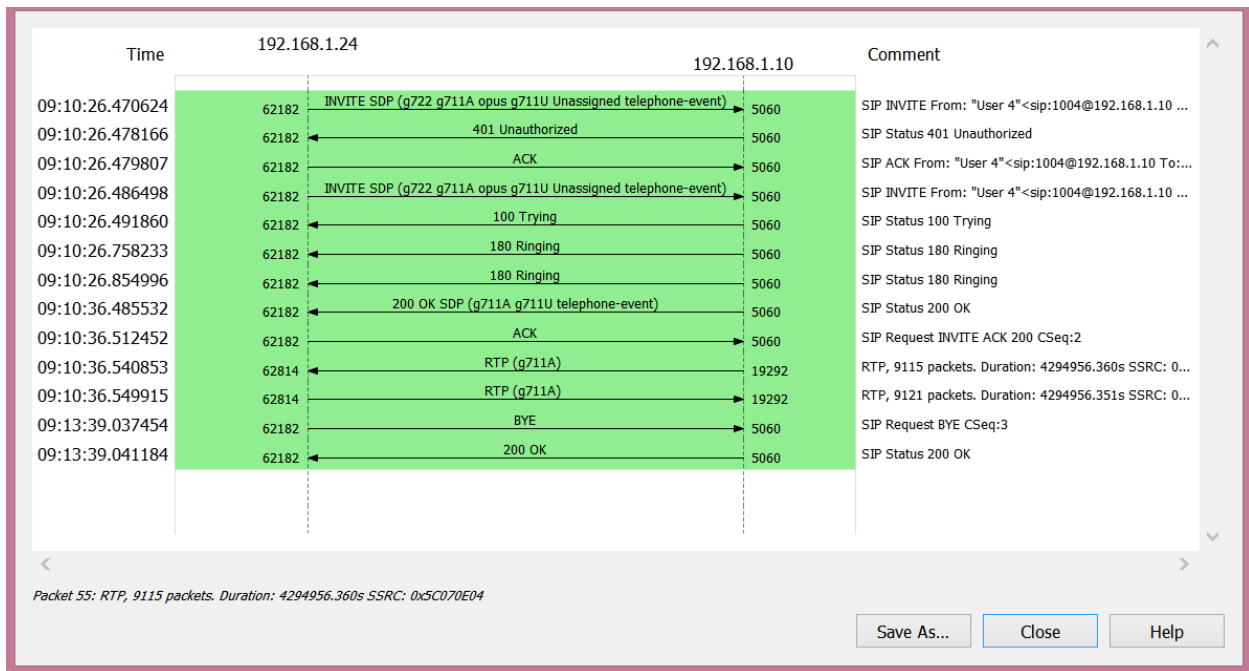 Time 192.168.1.24 192.168.1.10 Comment
09:10:26.470624 62182 INVITE SDP (g722 g711A opus g711U Unassigned telephone-event) 5060 SIP INVITE From: "User 4"<sip:1004@192.168.1.10 ...
09:10:26.478166 62182 401 Unauthorized 5060 SIP Status 401 Unauthorized
09:10:26.479807 62182 ACK 5060 SIP ACK From: "User 4"<sip:1004@192.168.1.10 To:...
09:10:26.486498 62182 INVITE SDP (g722 g711A opus g711U Unassigned telephone-event) 5060 SIP INVITE From: "User 4"<sip:1004@192.168.1.10 ...
09:10:26.491860 62182 100 Trying 5060 SIP Status 100 Trying
09:10:26.758233 62182 180 Ringing 5060 SIP Status 180 Ringing
09:10:26.854996 62182 180 Ringing 5060 SIP Status 180 Ringing
09:10:36.485532 62182 200 OK SDP (g711A g711U telephone-event) 5060 SIP Status 200 OK
09:10:36.512452 62182 ACK 5060 SIP Request INVITE ACK 200 CSeq:2
09:10:36.540853 62814 RTP (g711A) 19292 RTP, 9115 packets. Duration: 4294956.360s SSRC: 0...
09:10:36.549915 62814 RTP (g711A) 19292 RTP, 9121 packets. Duration: 4294956.351s SSRC: 0...
09:13:39.037454 62182 BYE 5060 SIP Request BYE CSeq:3
09:13:39.041184 62182 200 OK 5060 SIP Status 200 OK
Packet 55: RTP, 9115 packets. Duration: 4294956.360s SSRC: 0x5C070E04
Save As... Close Help